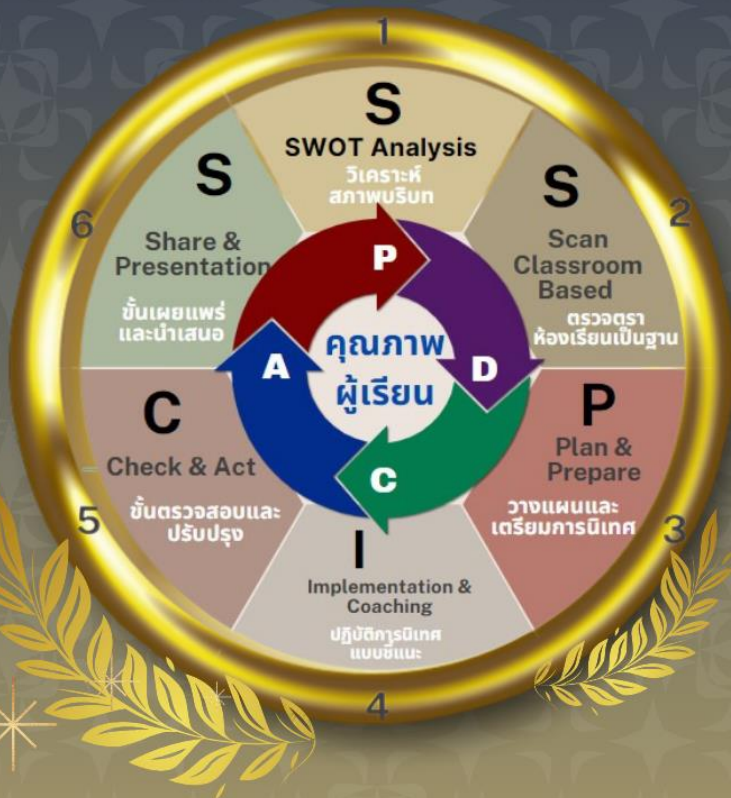 1
S
SWOT Analysis
วิเคราะห์
สภาพบริบท
2
S
Scan
Classroom
Based
ตรวจตรา
ห้องเรียนเป็นฐาน
3
P
Plan &
Prepare
วางแผนและ
เตรียมการนิเทศ
4
I
Implementation &
Coaching
ปฏิบัติการนิเทศ
แบบชี้แนะ
5
C
Check & Act
ขั้นตรวจสอบและ
ปรับปรุง
6
S
Share &
Presentation
ขั้นเผยแพร่
และนำเสนอ
P
D
C
A
คุณภาพ
ผู้เรียน